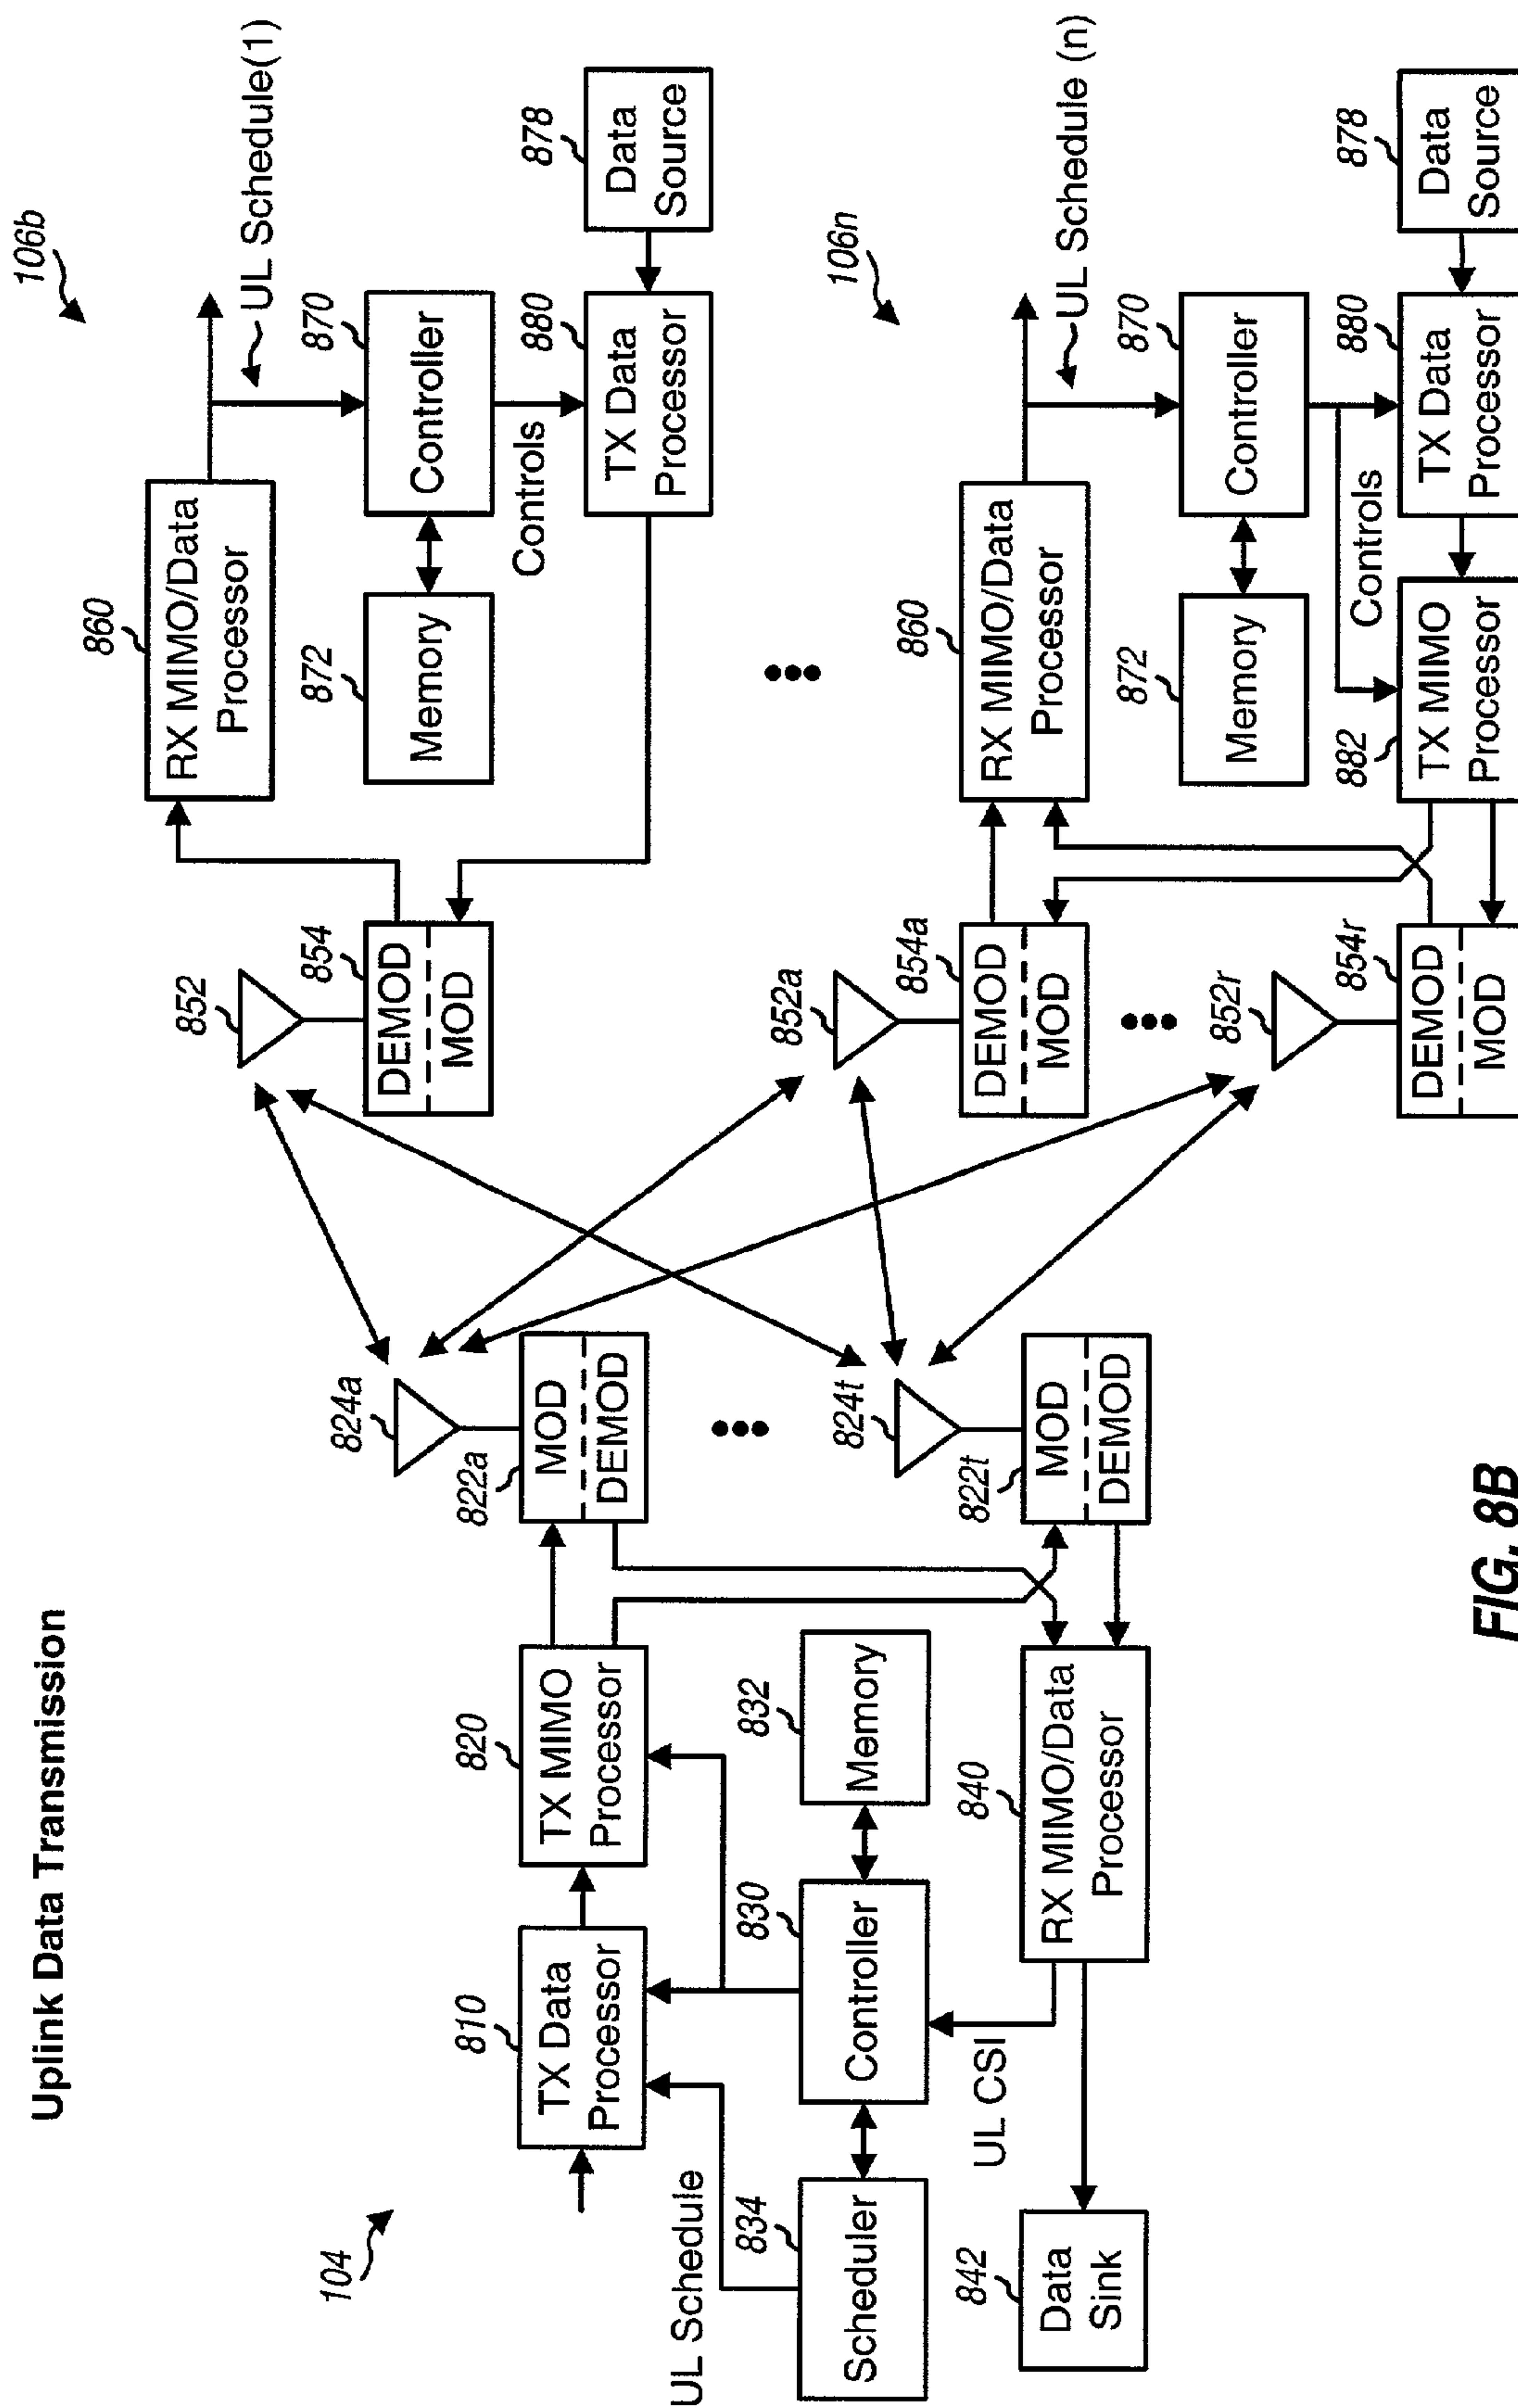 Uplink Data Transmission
104
UL Schedule
834
Scheduler
842
Data
Sink
810
TX Data
Processor
830
Controller
UL CSI
820
TX MIMO
Processor
832
Memory
840
RX MIMO/Data
Processor
824a
822a
MOD
DEMOD
824t
822t
MOD
DEMOD
106b
852
854
DEMOD
MOD
860
RX MIMO/Data
Processor
UL Schedule(1)
872
Memory
870
Controller
Controls
880
TX Data
Processor
878
Data
Source
106n
852a
854a
DEMOD
MOD
852r
854r
DEMOD
MOD
860
RX MIMO/Data
Processor
UL Schedule (n)
872
Memory
870
Controller
Controls
882
TX MIMO
Processor
880
TX Data
Processor
878
Data
Source
FIG. 8B